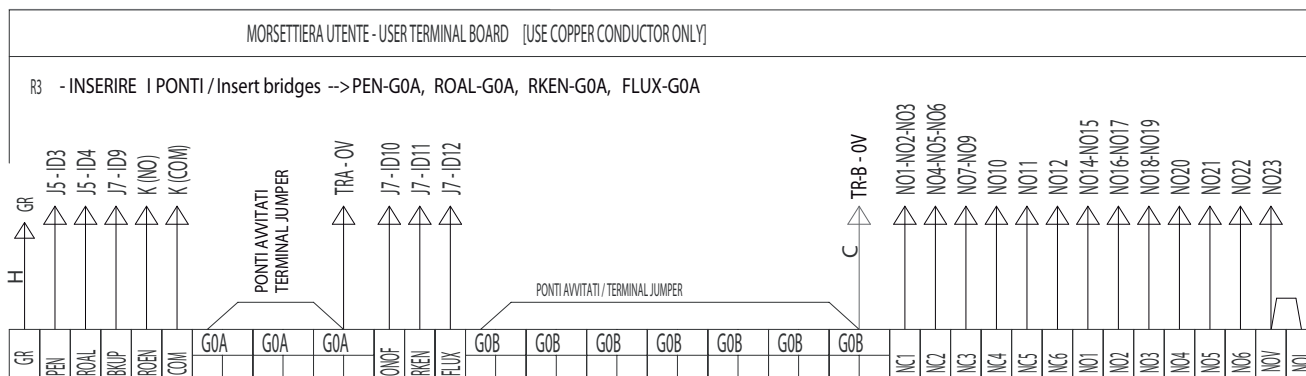 MORSETTIERA UTENTE - USER TERMINAL BOARD [USE COPPER CONDUCTOR ONLY]
R3 - INSERIRE I PONTI / Insert bridges -->PEN-G0A, ROAL-G0A, RKEN-G0A, FLUX-G0A
GR
J5 - ID3
J5 - ID4
J7 - ID9
K (NO)
K (COM)
PONTI AVVITATI
TERMINAL JUMPER
TRA - OV
J7 - ID10
J7 - ID11
J7 - ID12
TR-B - 0V
NO1-NO2-NO3
NO4-NO5-NO6
NO7-NO9
NO10
NO11
NO12
NO14-NO15
NO16-NO17
NO18-NO19
NO20
NO21
NO22
NO23
H
C
PONTI AVVITATI / TERMINAL JUMPER
GR
PEN
ROAL
BKUP
ROEN
COM
G0A
G0A
G0A
ONOF
RKEN
FLUX
G0B
G0B
G0B
G0B
G0B
G0B
G0B
NC1
NC2
NC3
NC4
NC5
NC6
NO1
NO2
NO3
NO4
NO5
NO6
NOV